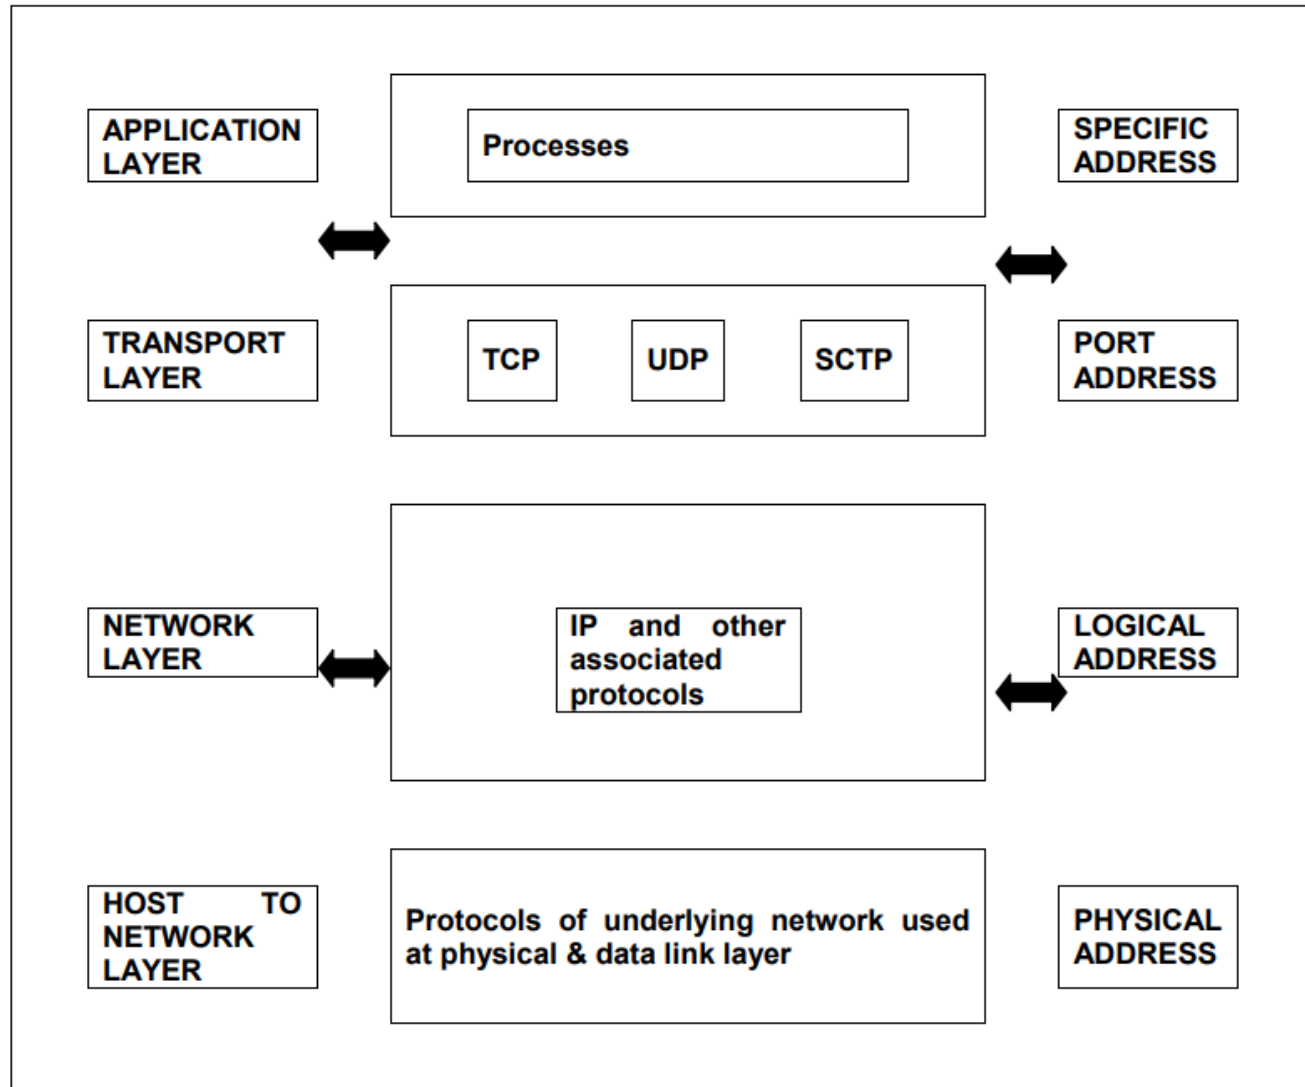 APPLICATION
LAYER
Processes
SPECIFIC
ADDRESS
TRANSPORT
LAYER
TCP
UDP
SCTP
PORT
ADDRESS
NETWORK
LAYER
IP and other
associated
protocols
LOGICAL
ADDRESS
HOST TO
NETWORK
LAYER
Protocols of underlying network used
at physical & data link layer
PHYSICAL
ADDRESS